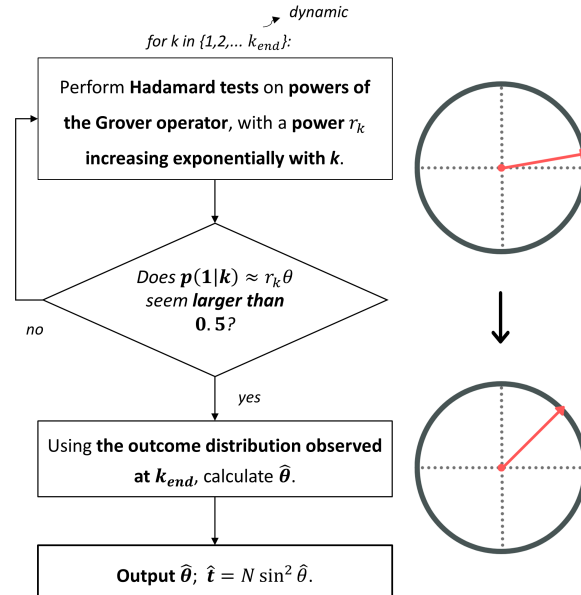 dynamic
for k in {1,2,... k_end}:
Perform Hadamard tests on powers of
the Grover operator, with a power r_k
increasing exponentially with k.
Does p(1|k) ≈ r_kθ
seem larger than
0.5?
no
yes
Using the outcome distribution observed
at k_end, calculate θ̂.
Output θ̂; t̂ = N sin² θ̂.